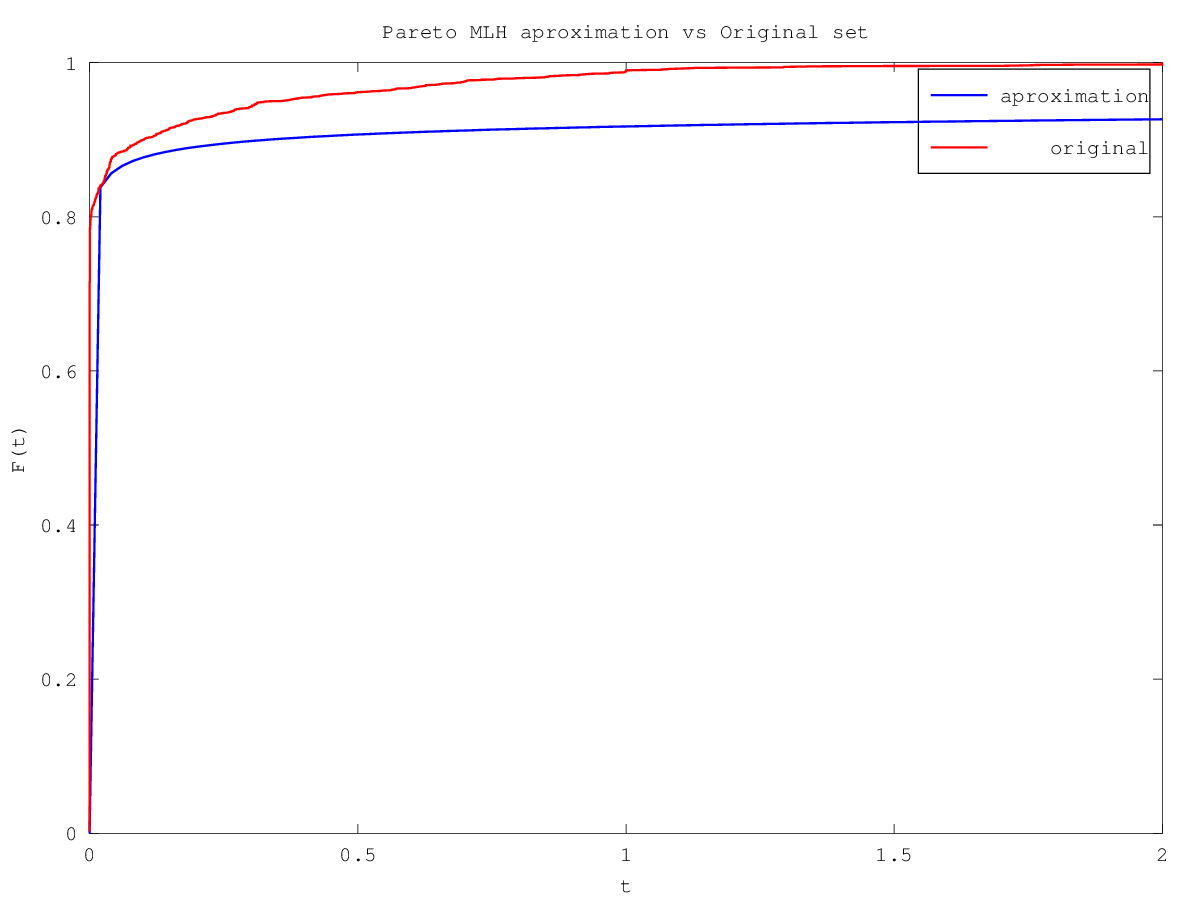 Pareto MLH aproximation vs Original set
1
0.8
0.6
0.4
0.2
0
F(t)
aproximation
original
0
0.5
1
1.5
2
t